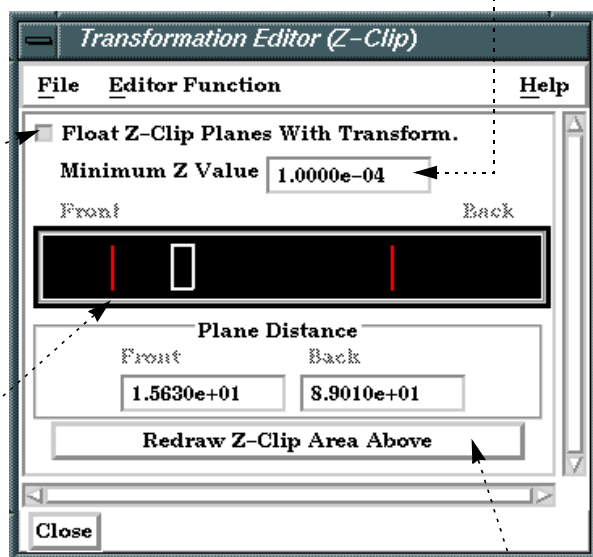 Transformation Editor (Z-Clip)
File Editor Function Help
Float Z-Clip Planes With Transform.
Minimum Z Value 1.0000e-04
Front Back
Plane Distance
Front Back
1.5630e+01 8.9010e+01
Redraw Z-Clip Area Above
Close